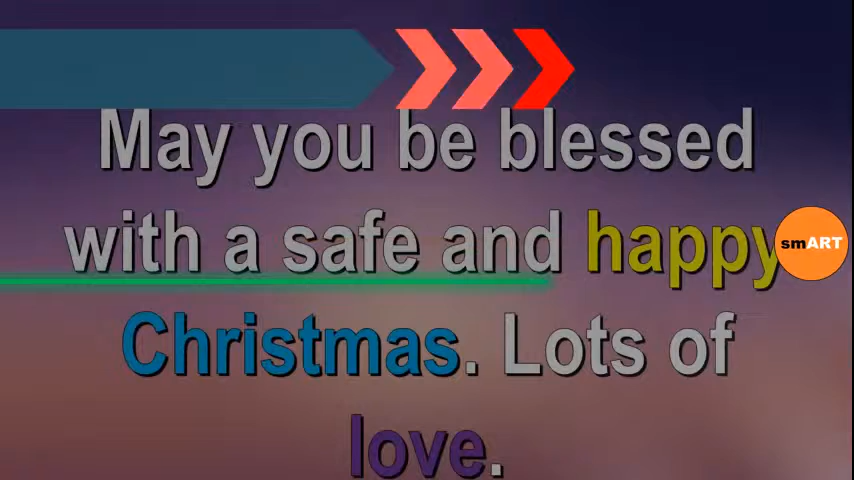 May you be blessed
with a safe and happy
Christmas. Lots of
love.
smART